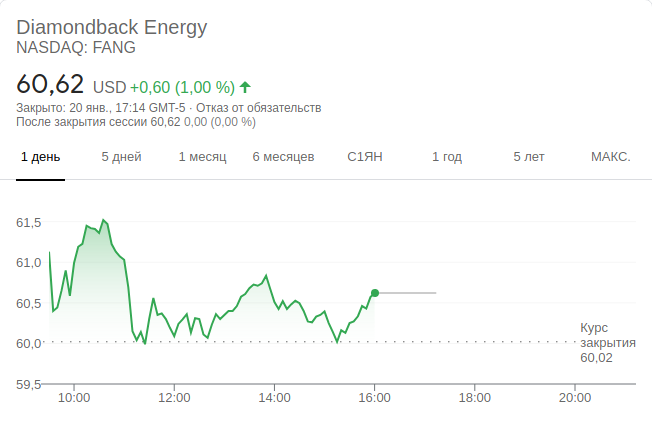 Diamondback Energy
NASDAQ: FANG
60,62 USD +0,60 (1,00 %)
Закрыто: 20 янв., 17:14 GMT-5 · Отказ от обязательств
После закрытия сессии 60,62 0,00 (0,00 %)
1 день 5 дней 1 месяц 6 месяцев С1ЯН 1 год 5 лет МАКС.
61,5
61,0
60,5
60,0
59,5
Курс
закрытия
60,02
10:00 12:00 14:00 16:00 18:00 20:00